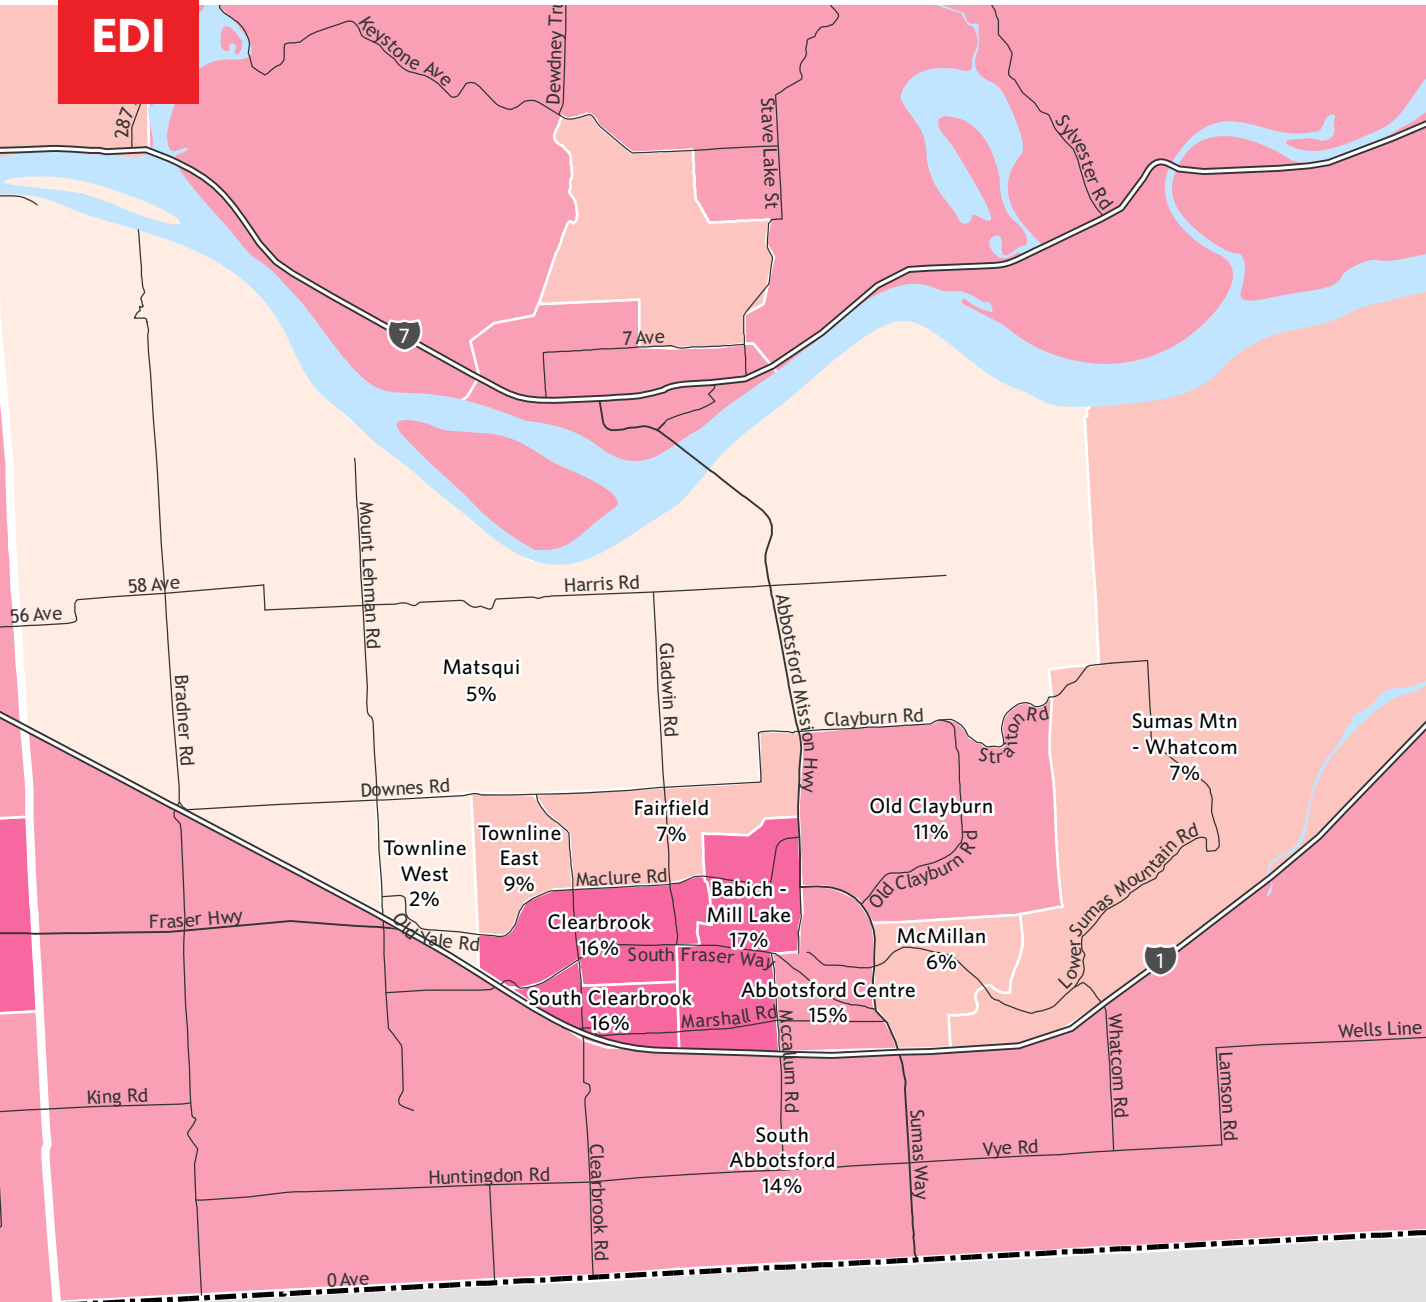 EDI
Keystone Ave
Dewdney Tru
287
Stave Lake St
Sylvester Rd
7
7 Ave
Mount Lehman Rd
58 Ave
Harris Rd
56 Ave
Abbotsford Mission Hwy
Matsqui
5%
Gladwin Rd
Bradner Rd
Clayburn Rd
Straiton Rd
Sumas Mtn
- Whatcom
7%
Downes Rd
Fairfield
7%
Old Clayburn
11%
Townline
East
9%
Townline
West
2%
Maclure Rd
Old Clayburn Rd
Lower Sumas Mountain Rd
Babich -
Mill Lake
17%
Fraser Hwy
Old Yale Rd
Clearbrook
16%
South Fraser Way
McMillan
6%
1
South Clearbrook
16%
Abbotsford Centre
15%
Marshall Rd
Mccallum Rd
Whatcom Rd
Wells Line
Lamson Rd
King Rd
South
Abbotsford
14%
Sumas Way
Vye Rd
Huntingdon Rd
Clearbrook Rd
0 Ave